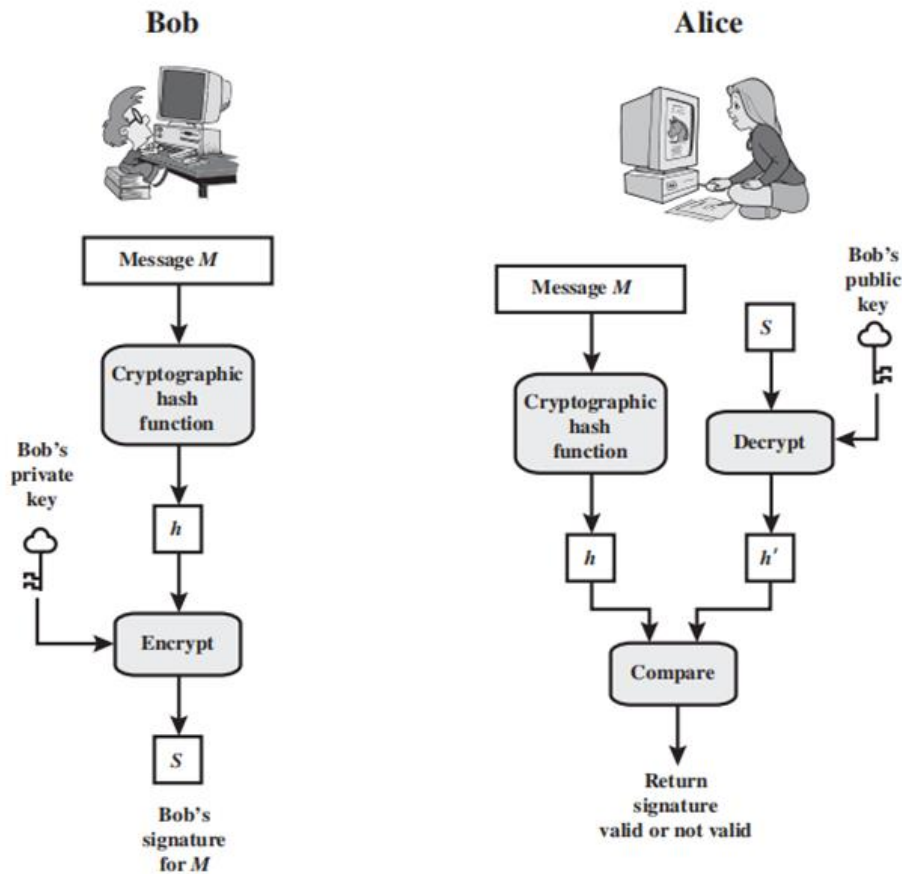 Bob
Message M
Cryptographic
hash
function
Bob's
private
key
h
Encrypt
S
Bob's
signature
for M
Alice
Message M
Cryptographic
hash
function
h
Bob's
public
key
S
Decrypt
h'
Compare
Return
signature
valid or not valid